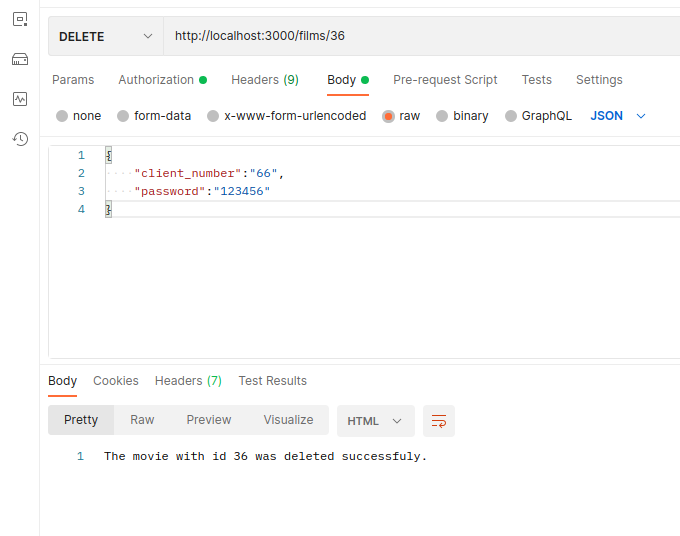 DELETE http://localhost:3000/films/36
Params Authorization Headers (9) Body Pre-request Script Tests Settings
none form-data x-www-form-urlencoded raw binary GraphQL JSON
1 {
2 ····"client_number":"66",
3 ····"password":"123456"
4 }
Body Cookies Headers (7) Test Results
Pretty Raw Preview Visualize HTML
1 The movie with id 36 was deleted successfuly.